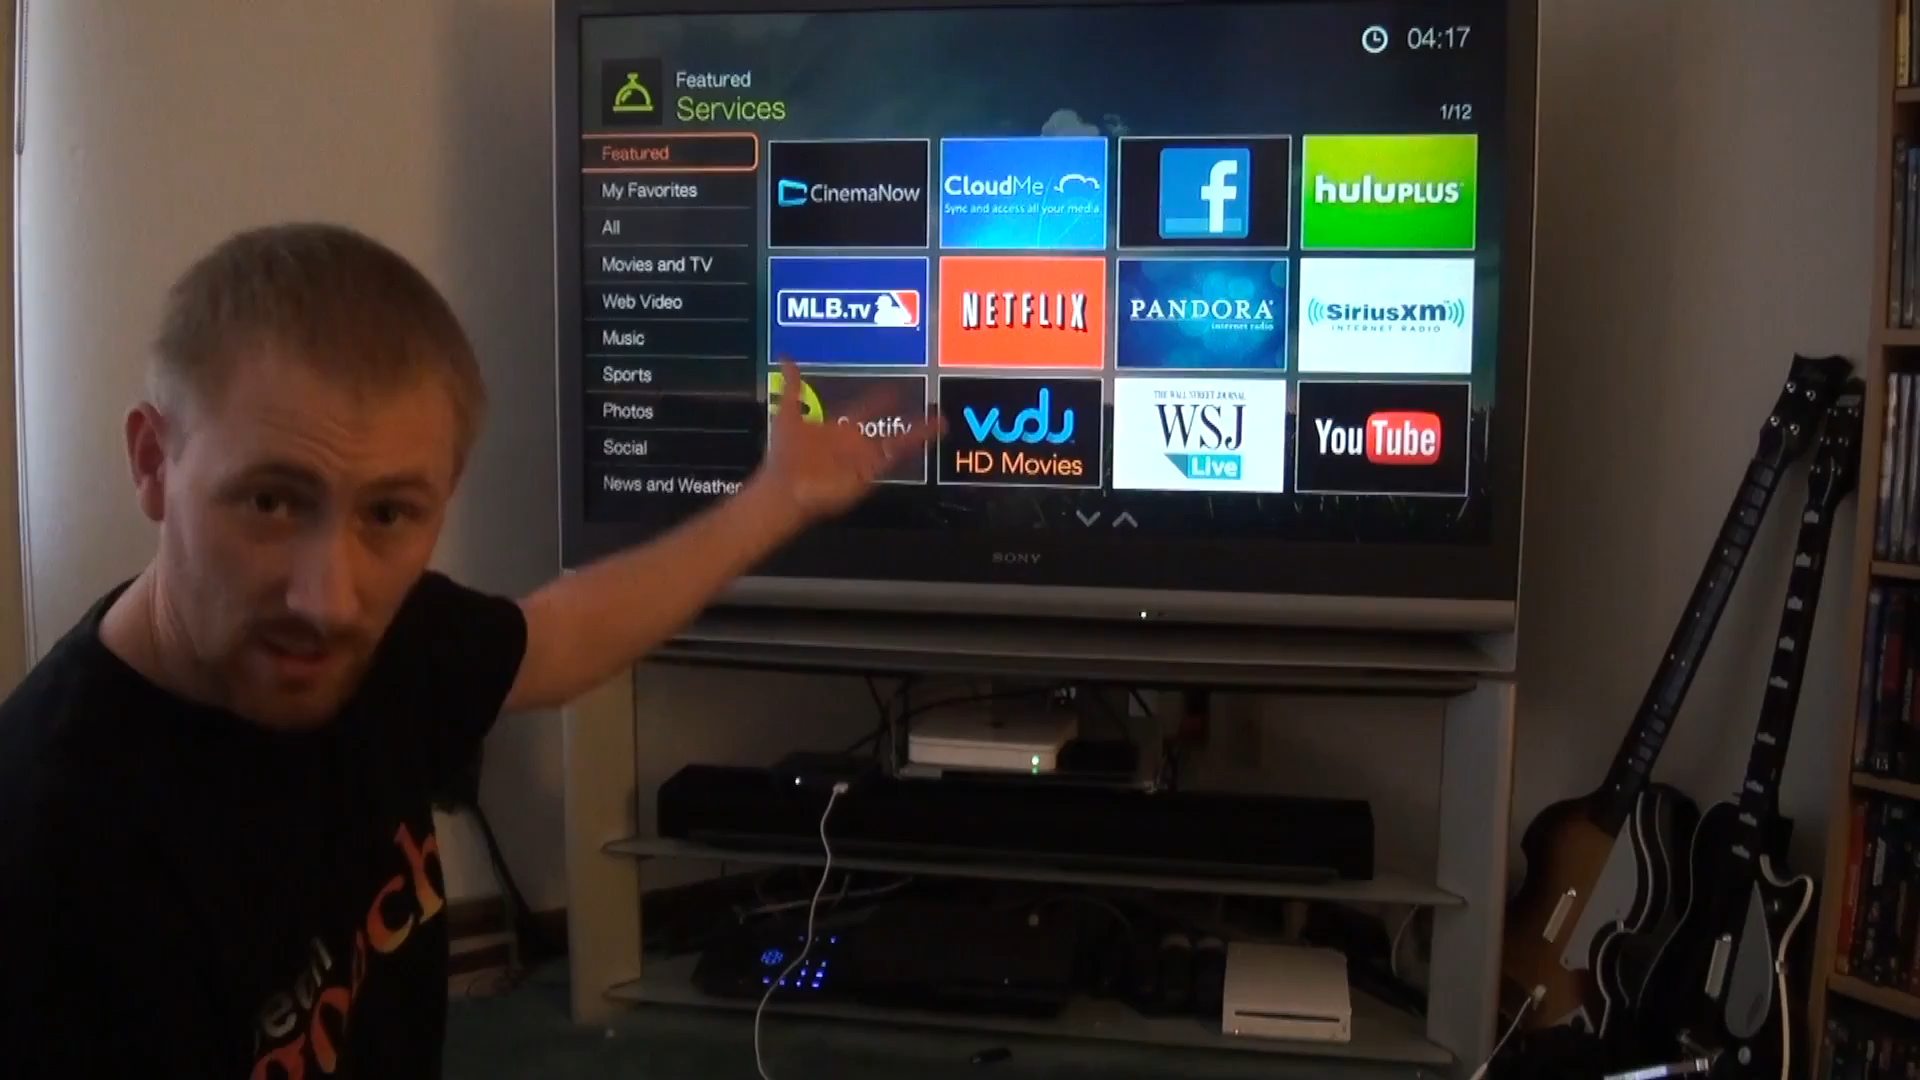 04:17
Featured
Services
1/12
Featured
My Favorites
All
Movies and TV
Web Video
Music
Sports
Photos
Social
News and Weather
CinemaNow
CloudMe
Sync and access all your media
f
huluPLUS
MLB.TV
NETFLIX
PANDORA
internet radio
SiriusXM
INTERNET RADIO
Spotify
vudu
HD Movies
THE WALL STREET JOURNAL
WSJ
Live
YouTube
SONY